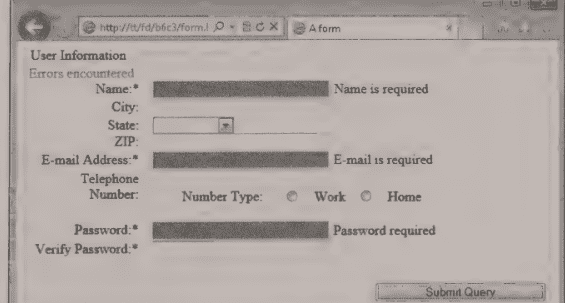 http://tt/fd/b6c3/form.l
A form
User Information
Errors encountered
Name:* Name is required
City:
State:
ZIP:
E-mail Address:* E-mail is required
Telephone
Number: Number Type: Work Home
Password:* Password required
Verify Password:*
Submit Query